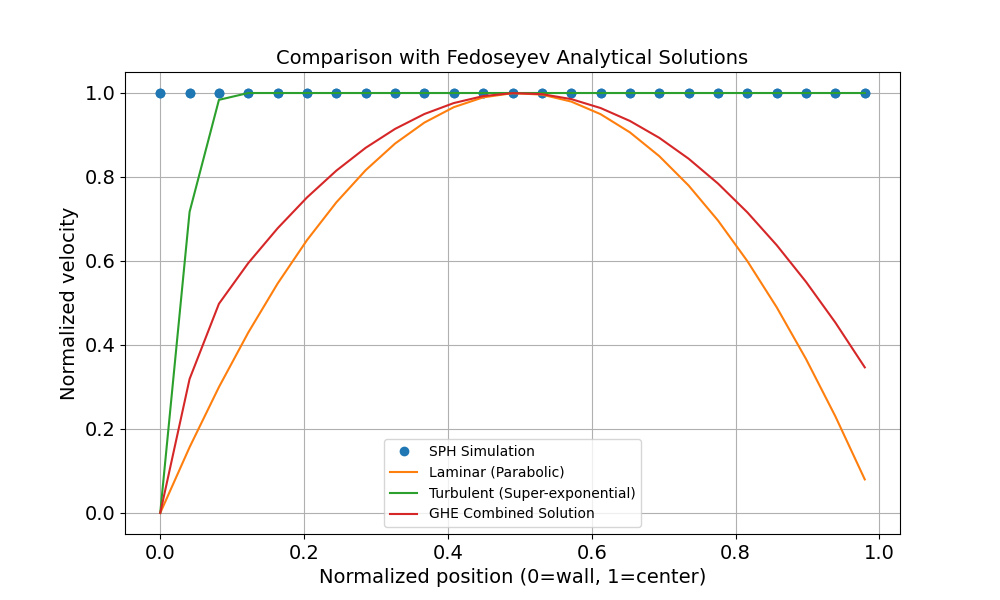 Comparison with Fedoseyev Analytical Solutions
Normalized velocity
1.0
0.8
0.6
0.4
0.2
0.0
SPH Simulation
Laminar (Parabolic)
Turbulent (Super-exponential)
GHE Combined Solution
0.0 0.2 0.4 0.6 0.8 1.0
Normalized position (0=wall, 1=center)